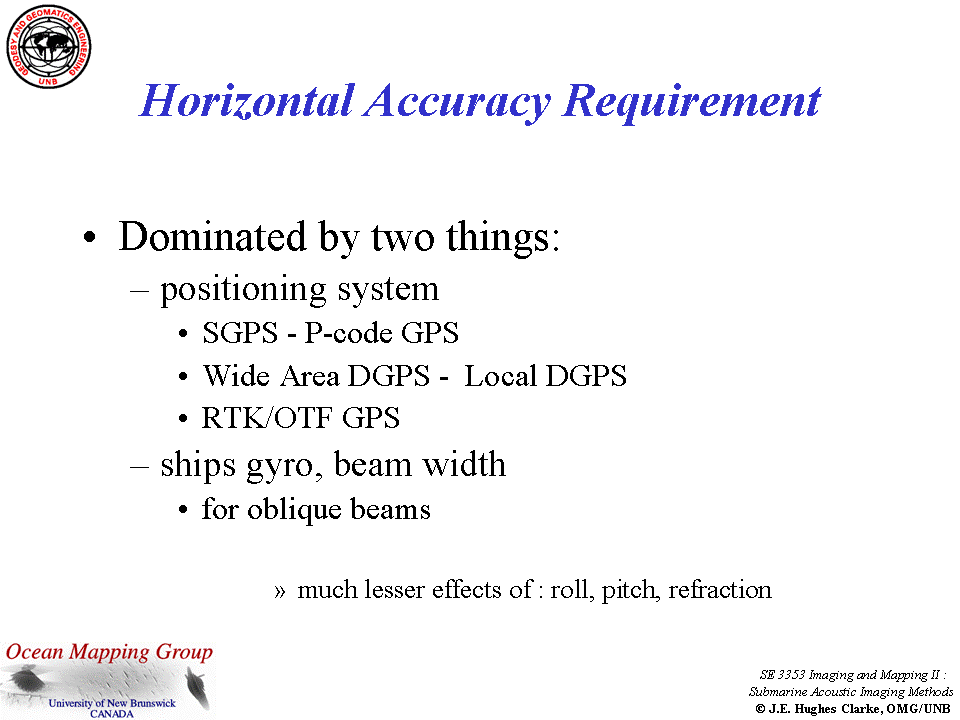 GEODESY AND GEOMATICS ENGINEERING
UNB
Horizontal Accuracy Requirement
• Dominated by two things:
– positioning system
• SGPS - P-code GPS
• Wide Area DGPS - Local DGPS
• RTK/OTF GPS
– ships gyro, beam width
• for oblique beams
» much lesser effects of : roll, pitch, refraction
Ocean Mapping Group
University of New Brunswick
CANADA
SE 3353 Imaging and Mapping II :
Submarine Acoustic Imaging Methods
© J.E. Hughes Clarke, OMG/UNB